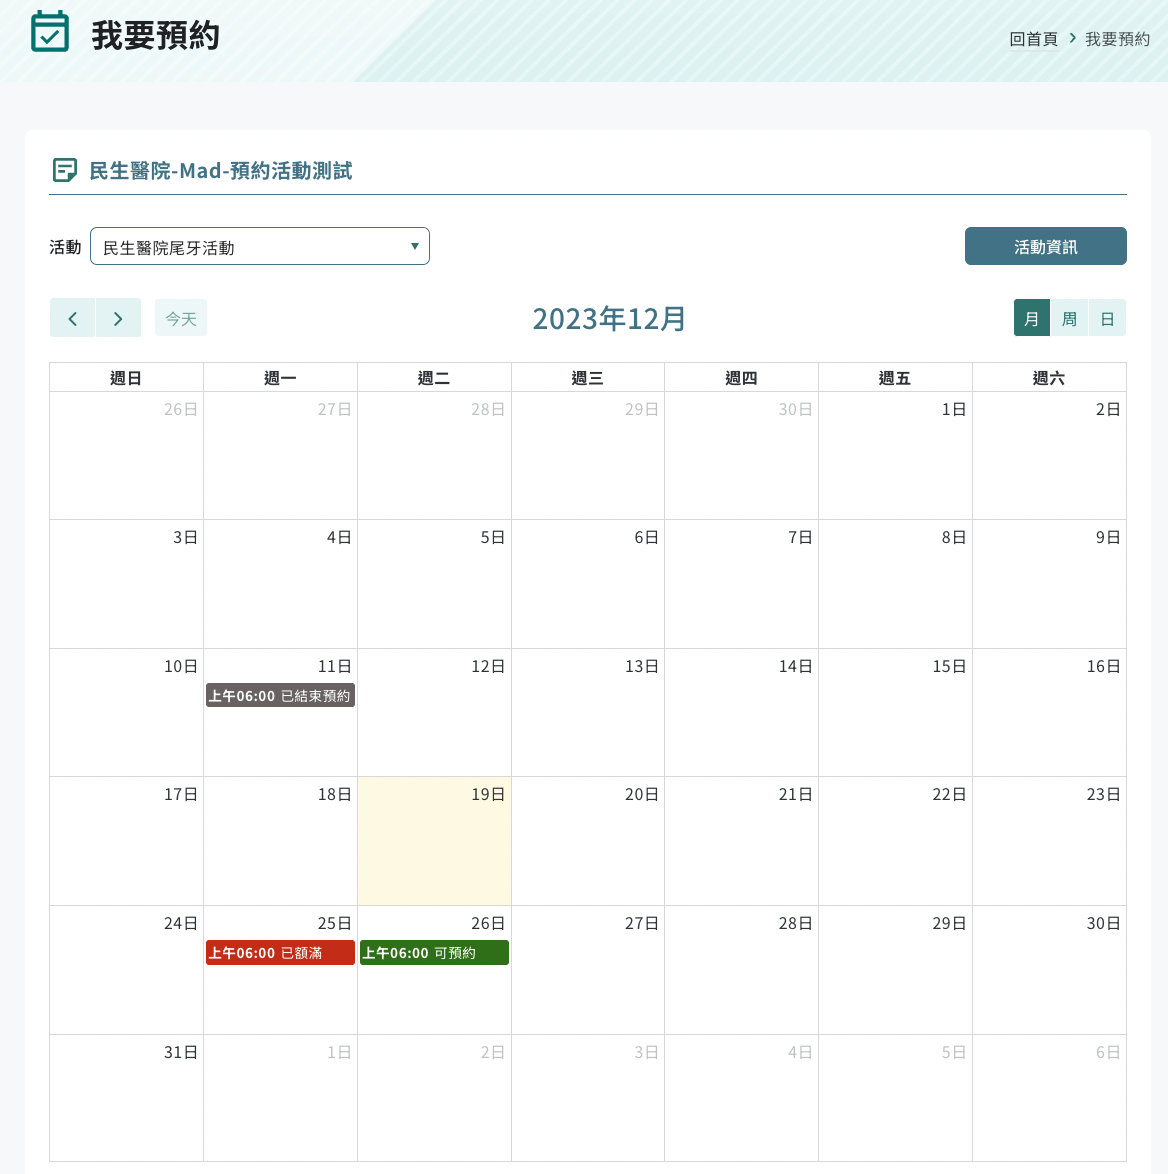 我要預約
回首頁 > 我要預約
民生醫院-Mad-預約活動測試
活動 民生醫院尾牙活動 活動資訊
今天 2023年12月 月 周 日
週日 週一 週二 週三 週四 週五 週六
26日 27日 28日 29日 30日 1日 2日
3日 4日 5日 6日 7日 8日 9日
10日 11日 12日 13日 14日 15日 16日
上午06:00 已結束預約
17日 18日 19日 20日 21日 22日 23日
24日 25日 26日 27日 28日 29日 30日
上午06:00 已額滿 上午06:00 可預約
31日 1日 2日 3日 4日 5日 6日